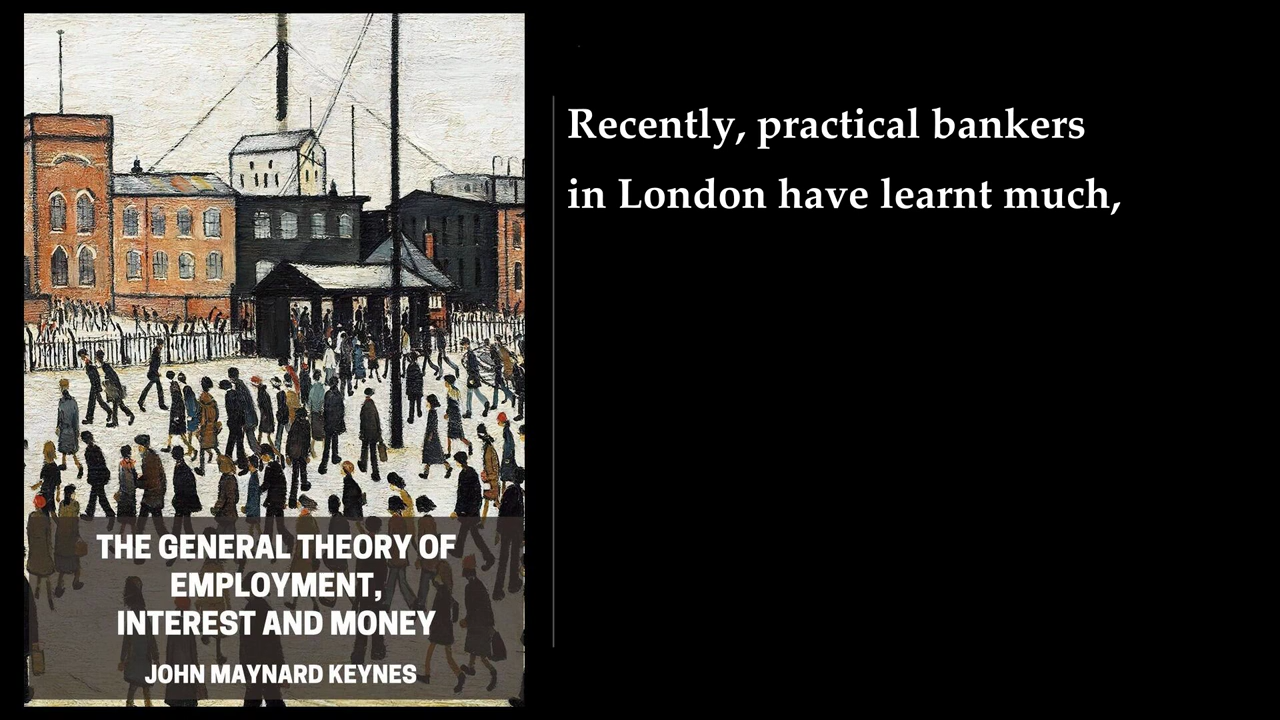 THE GENERAL THEORY OF
EMPLOYMENT,
INTEREST AND MONEY
JOHN MAYNARD KEYNES
Recently, practical bankers
in London have learnt much,